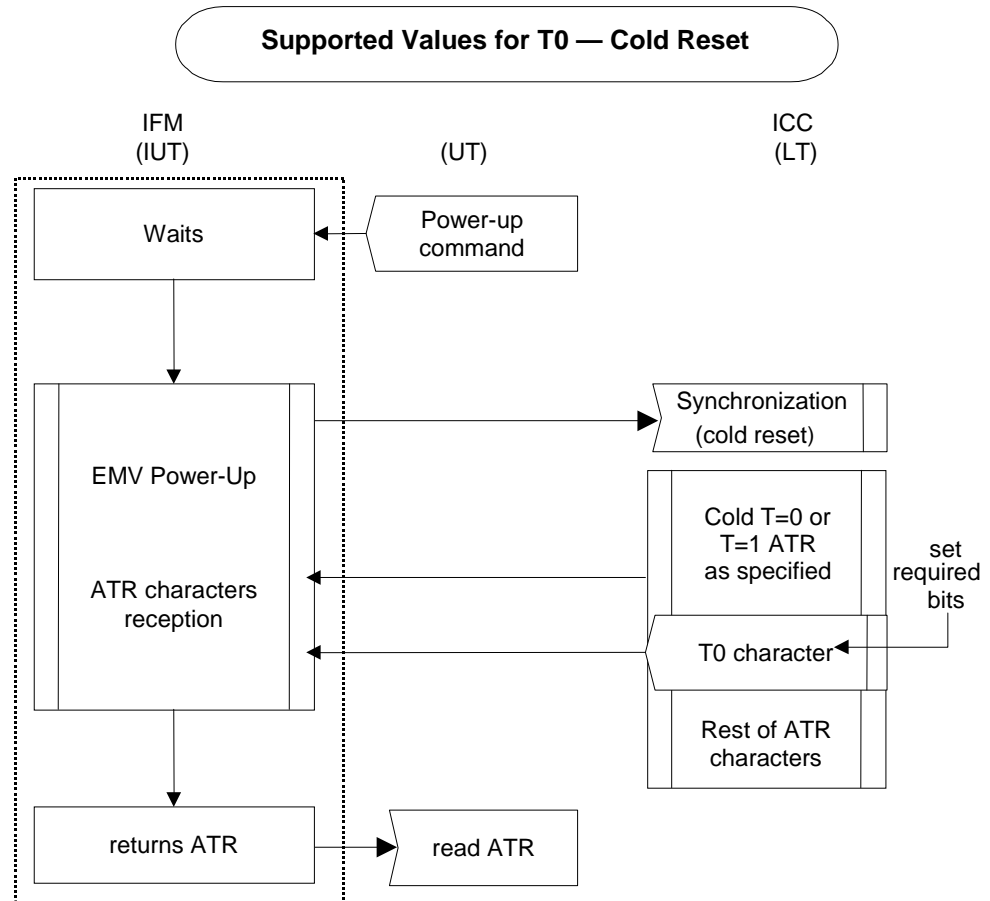 Supported Values for T0 — Cold Reset
IFM
(IUT)
(UT)
ICC
(LT)
Waits
Power-up
command
Synchronization
(cold reset)
EMV Power-Up
ATR characters
reception
Cold T=0 or
T=1 ATR
as specified
set
required
bits
T0 character
Rest of ATR
characters
returns ATR
read ATR